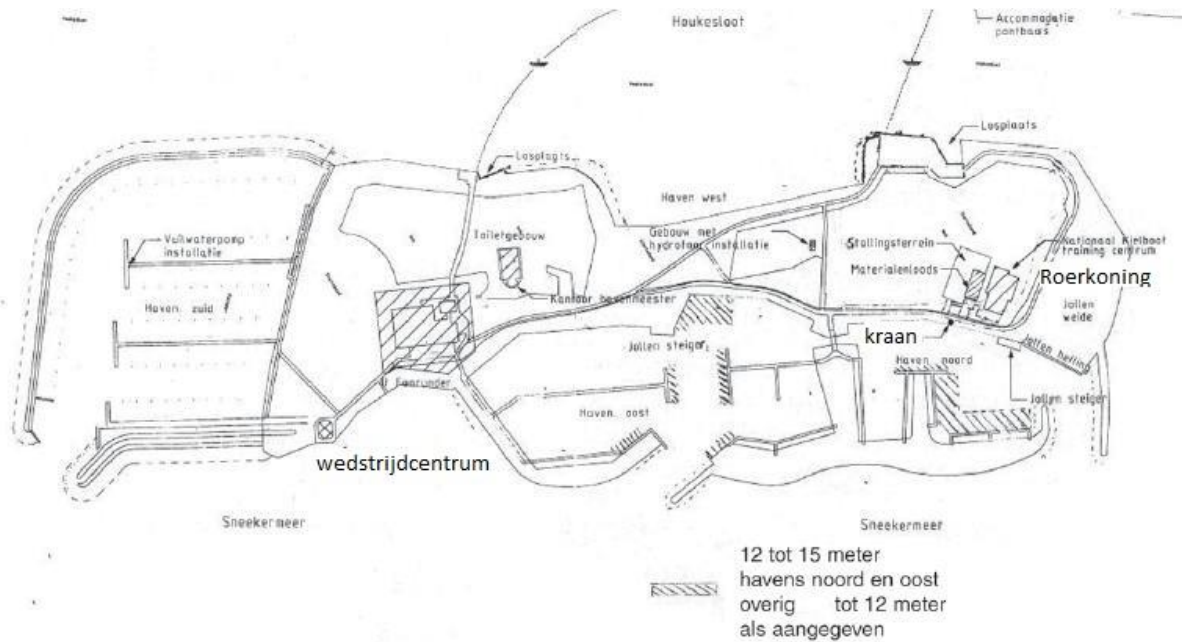 Houkesloot
Accommodatie
pontbaas
Losplaats
Losplaats
Haven west
Toiletgebouw
Gebouw met
hydrofoor installatie
Stallingsterrein
Nationaal Kielboot
training centrum
Vuilwaterpomp
installatie
Materialenloods
Roerkoning
Kantoor havenmeester
Haven zuid
Jollen
weide
kraan
Jollen steiger
Jollen helling
Haven noord
Haven oost
Jollen steiger
wedstrijdcentrum
Sneekermeer
Sneekermeer
12 tot 15 meter
havens noord en oost
overig tot 12 meter
als aangegeven